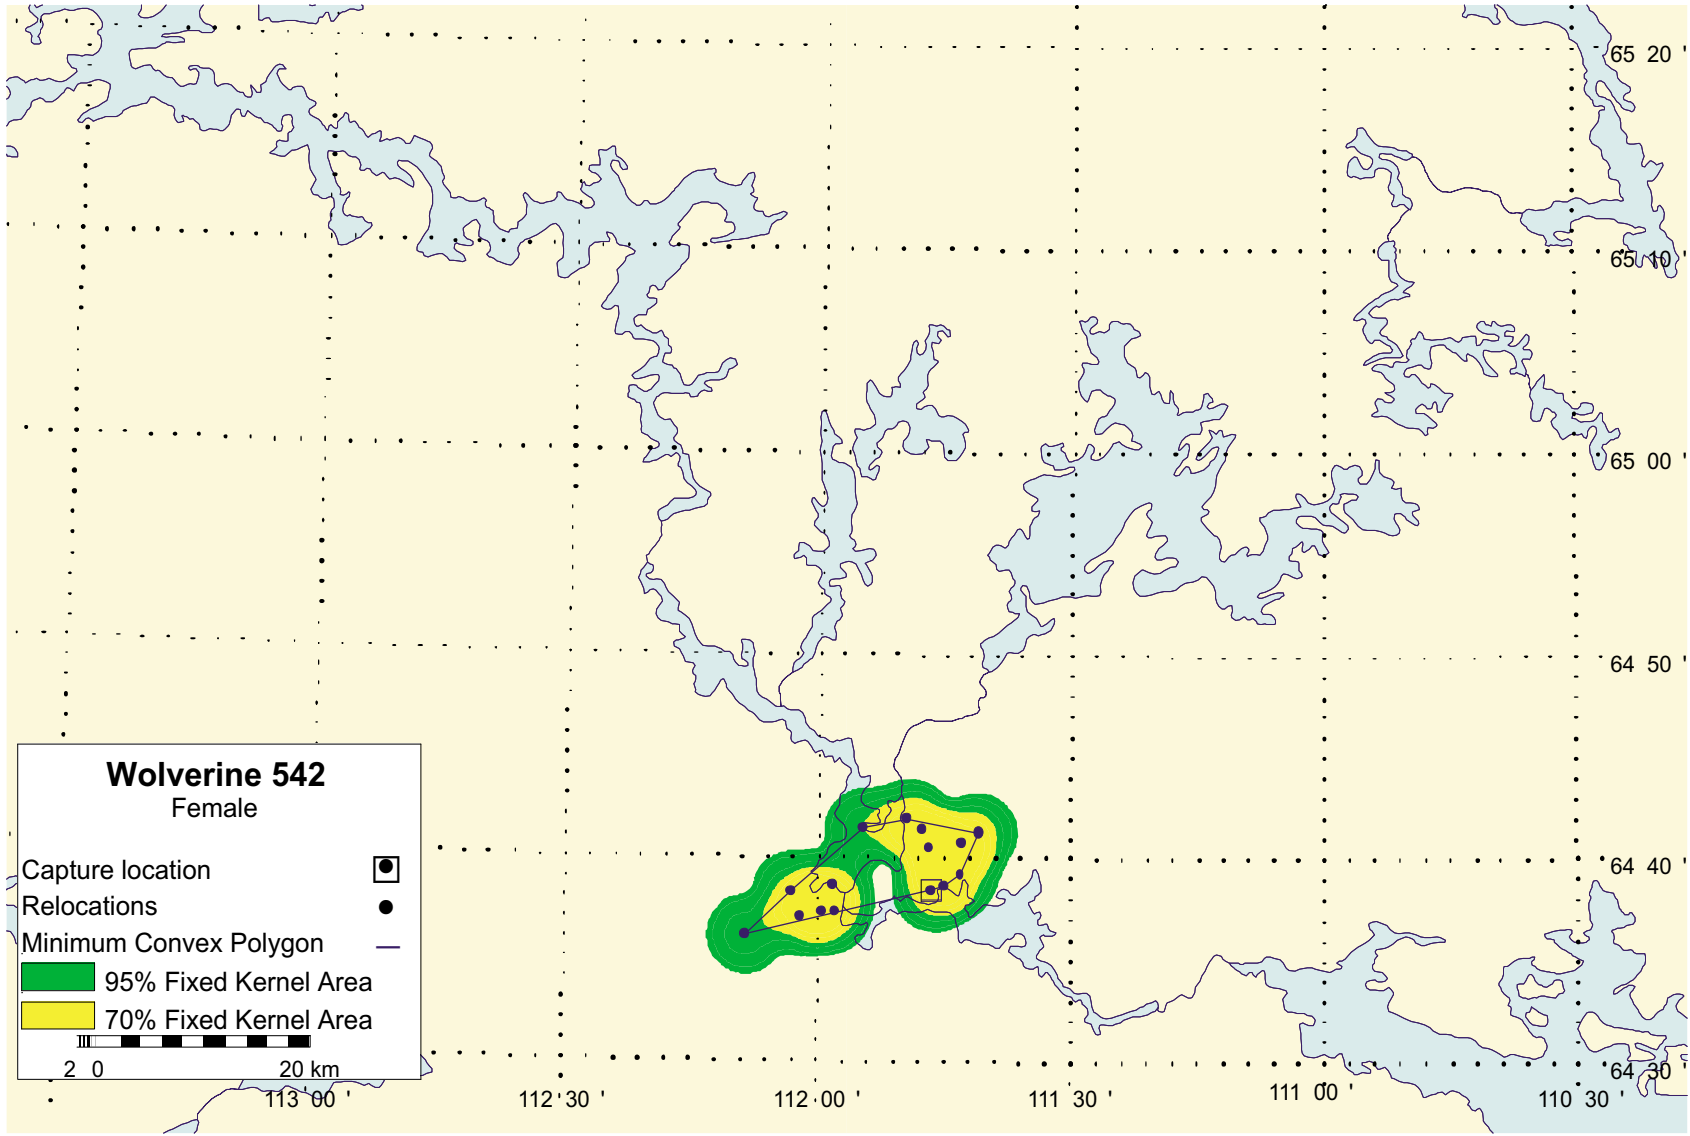 65 20 '
65 10 '
65 00 '
64 50 '
64 40 '
64 30 '
Wolverine 542
Female
Capture location
Relocations
Minimum Convex Polygon
95% Fixed Kernel Area
70% Fixed Kernel Area
2 0 20 km
113 00 ' 112 30 ' 112 00 ' 111 30 ' 111 00 ' 110 30 '